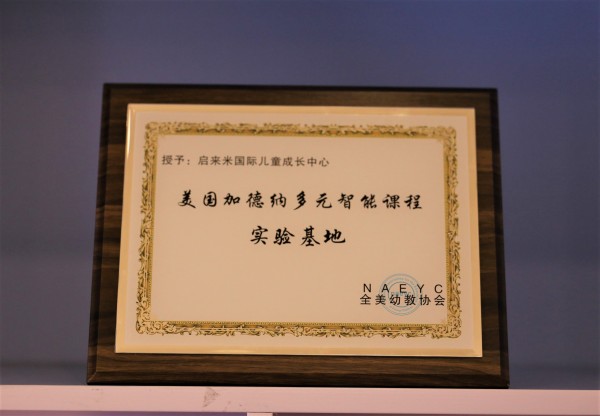 授予：启来米国际儿童成长中心
美国加德纳多元智能课程
实验基地
NAEYC
全美幼教协会